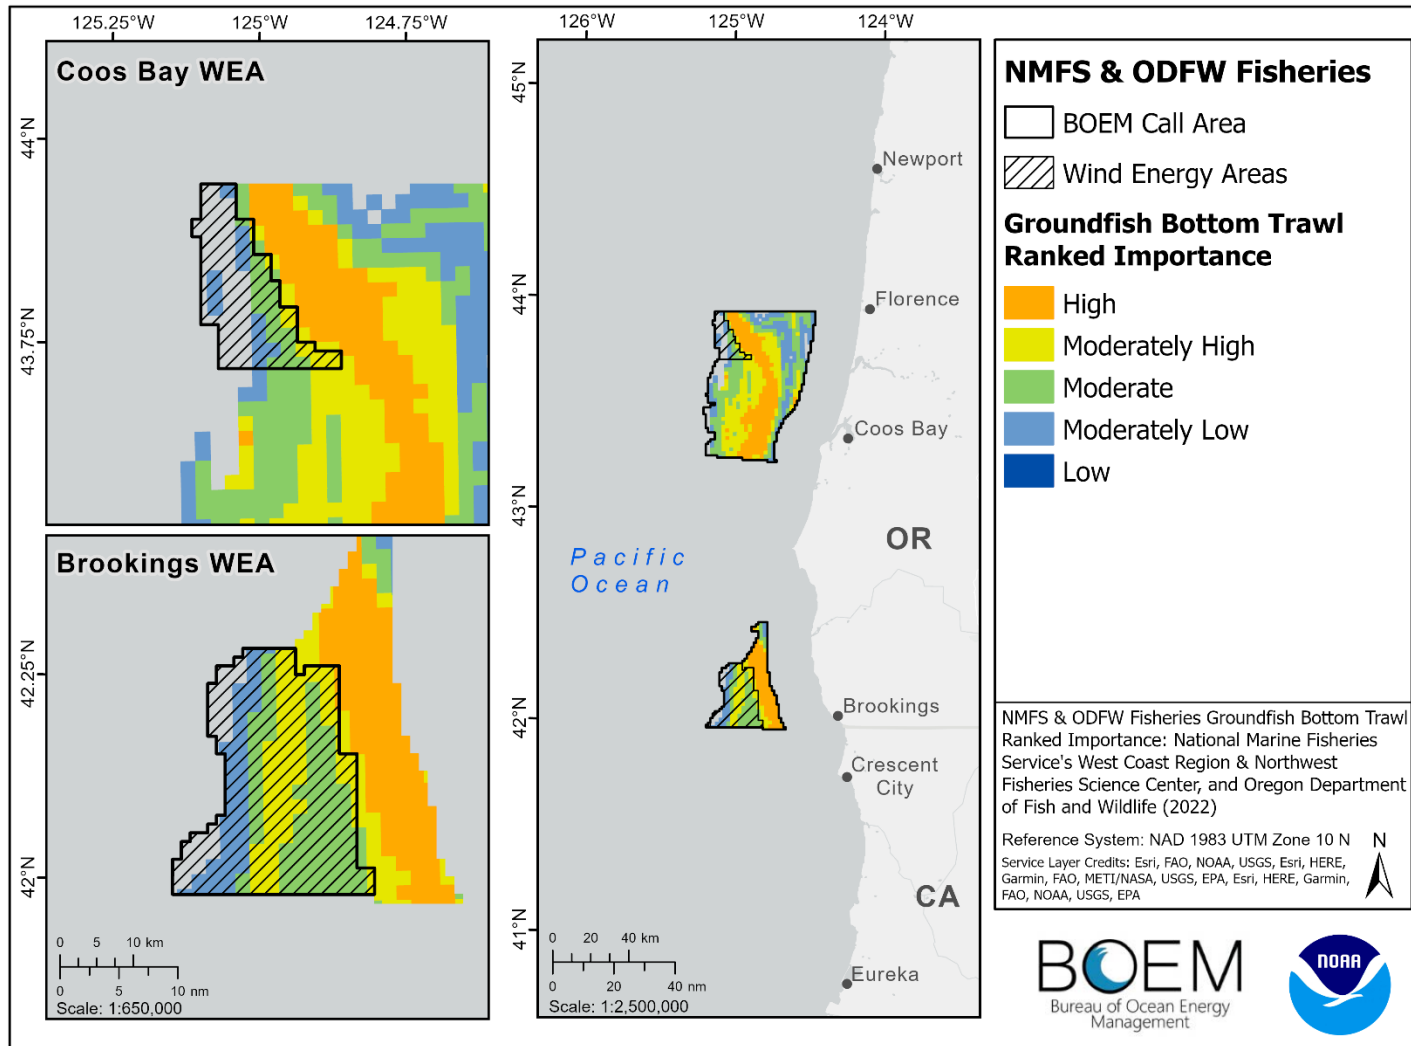 125.25°W 125°W 124.75°W
Coos Bay WEA
44°N
43.75°N
Brookings WEA
42.25°N
42°N
0 5 10 km
0 5 10 nm
Scale: 1:650,000
126°W 125°W 124°W
45°N
44°N
43°N
42°N
41°N
Newport
Florence
Coos Bay
OR
Pacific
Ocean
Brookings
Crescent
City
CA
Eureka
0 20 40 km
0 20 40 nm
Scale: 1:2,500,000
NMFS & ODFW Fisheries
BOEM Call Area
Wind Energy Areas
Groundfish Bottom Trawl
Ranked Importance
High
Moderately High
Moderate
Moderately Low
Low
NMFS & ODFW Fisheries Groundfish Bottom Trawl
Ranked Importance: National Marine Fisheries
Service's West Coast Region & Northwest
Fisheries Science Center, and Oregon Department
of Fish and Wildlife (2022)
Reference System: NAD 1983 UTM Zone 10 N
N
Service Layer Credits: Esri, FAO, NOAA, USGS, Esri, HERE,
Garmin, FAO, METI/NASA, USGS, EPA, Esri, HERE, Garmin,
FAO, NOAA, USGS, EPA
BOEM
Bureau of Ocean Energy
Management
NOAA